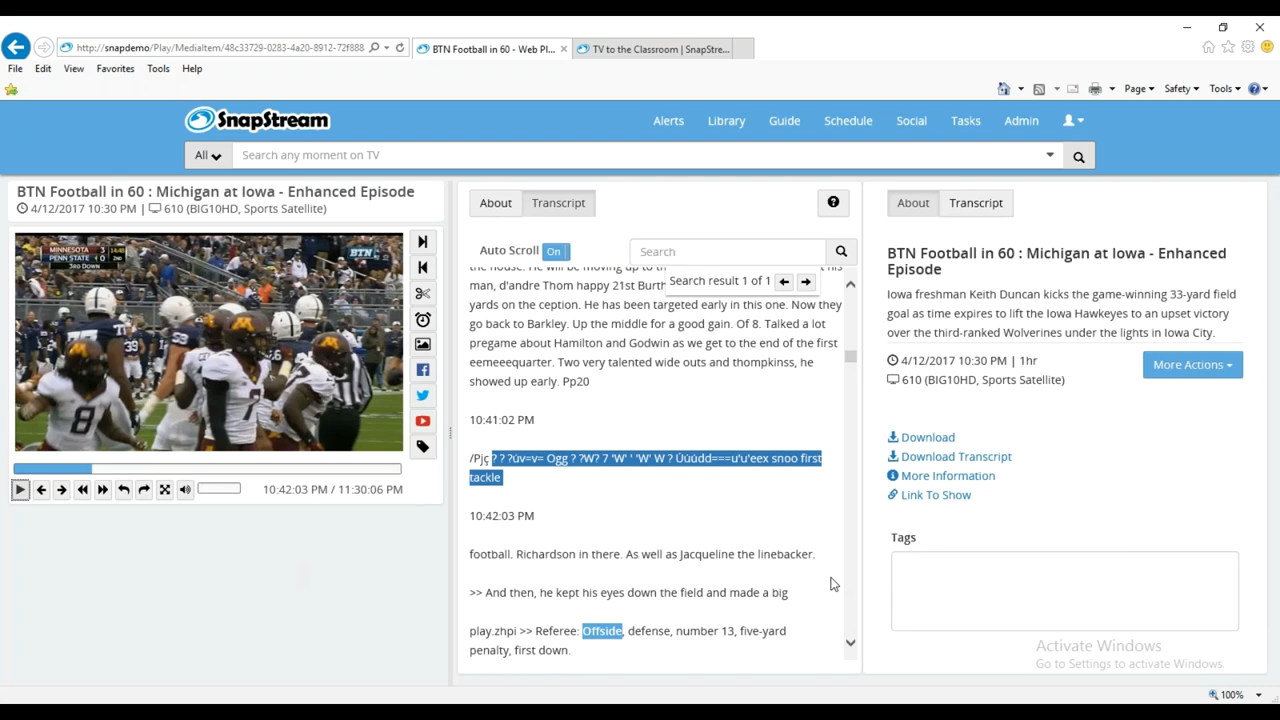 http://snapdemo/Play/MediaItem/48c33729-0283-4a20-8912-72f888
BTN Football in 60 - Web Pl...
TV to the Classroom | SnapStre...
File Edit View Favorites Tools Help
Page Safety Tools
SnapStream
Alerts Library Guide Schedule Social Tasks Admin
All
Search any moment on TV
BTN Football in 60 : Michigan at Iowa - Enhanced Episode
4/12/2017 10:30 PM | 610 (BIG10HD, Sports Satellite)
MINNESOTA 3 14:48
PENN STATE 0 2ND
3RD DOWN
BTN
10:42:03 PM / 11:30:06 PM
About Transcript
Auto Scroll On
Search
Search result 1 of 1
man, d'andre Thom happy 21st Burth
yards on the ception. He has been targeted early in this one. Now they
go back to Barkley. Up the middle for a good gain. Of 8. Talked a lot
pregame about Hamilton and Godwin as we get to the end of the first
eemeeequarter. Two very talented wide outs and thompkinss, he
showed up early. Pp20
10:41:02 PM
/Pjç ? ? ?úv=v= Ogg ? ?W? 7 'W' ' 'W' W ? Üúúdd===u'u'eex snoo first
tackle
10:42:03 PM
football. Richardson in there. As well as Jacqueline the linebacker.
>> And then, he kept his eyes down the field and made a big
play.zhpi >> Referee: Offside, defense, number 13, five-yard
penalty, first down.
About Transcript
BTN Football in 60 : Michigan at Iowa - Enhanced
Episode
Iowa freshman Keith Duncan kicks the game-winning 33-yard field
goal as time expires to lift the Iowa Hawkeyes to an upset victory
over the third-ranked Wolverines under the lights in Iowa City.
4/12/2017 10:30 PM | 1hr
610 (BIG10HD, Sports Satellite)
More Actions
Download
Download Transcript
More Information
Link To Show
Tags
Activate Windows
Go to Settings to activate Windows.
100%